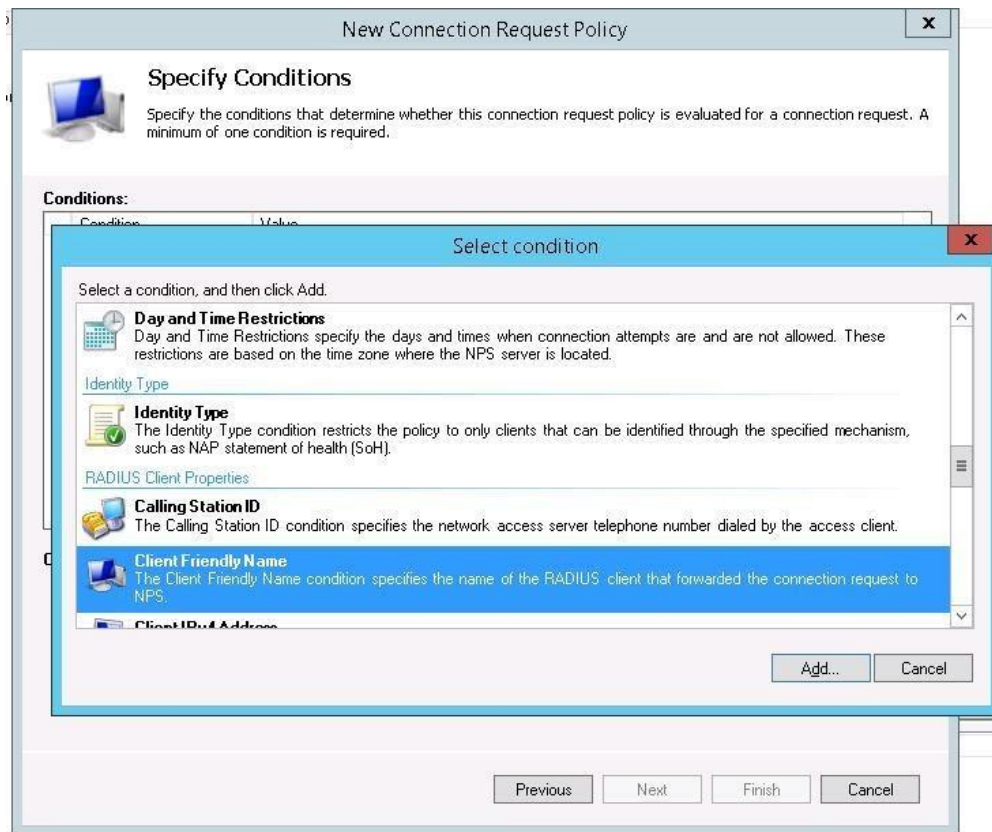 New Connection Request Policy
x
Specify Conditions
Specify the conditions that determine whether this connection request policy is evaluated for a connection request. A
minimum of one condition is required.
Conditions:
Condition Value
Select condition
x
Select a condition, and then click Add.
Day and Time Restrictions
Day and Time Restrictions specify the days and times when connection attempts are and are not allowed. These
restrictions are based on the time zone where the NPS server is located.
Identity Type
Identity Type
The Identity Type condition restricts the policy to only clients that can be identified through the specified mechanism,
such as NAP statement of health (SoH).
RADIUS Client Properties
Calling Station ID
The Calling Station ID condition specifies the network access server telephone number dialed by the access client.
Client Friendly Name
The Client Friendly Name condition specifies the name of the RADIUS client that forwarded the connection request to
NPS.
Client IPv4 Address
Add... Cancel
Previous Next Finish Cancel